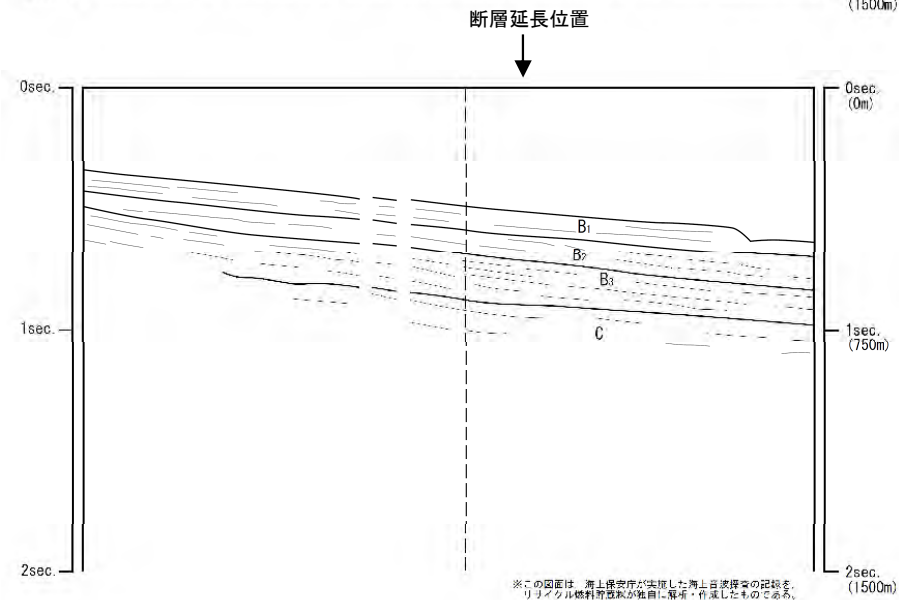 (1500m)
断層延長位置
0sec.
0sec.
(0m)
B1
B2
B3
C
1sec.
1sec.
(750m)
2sec.
2sec.
(1500m)
※この図面は、海上保安庁が実施した海上音波探査の記録を、
リサイクル燃料貯蔵㈱が独自に解析・作成したものである。